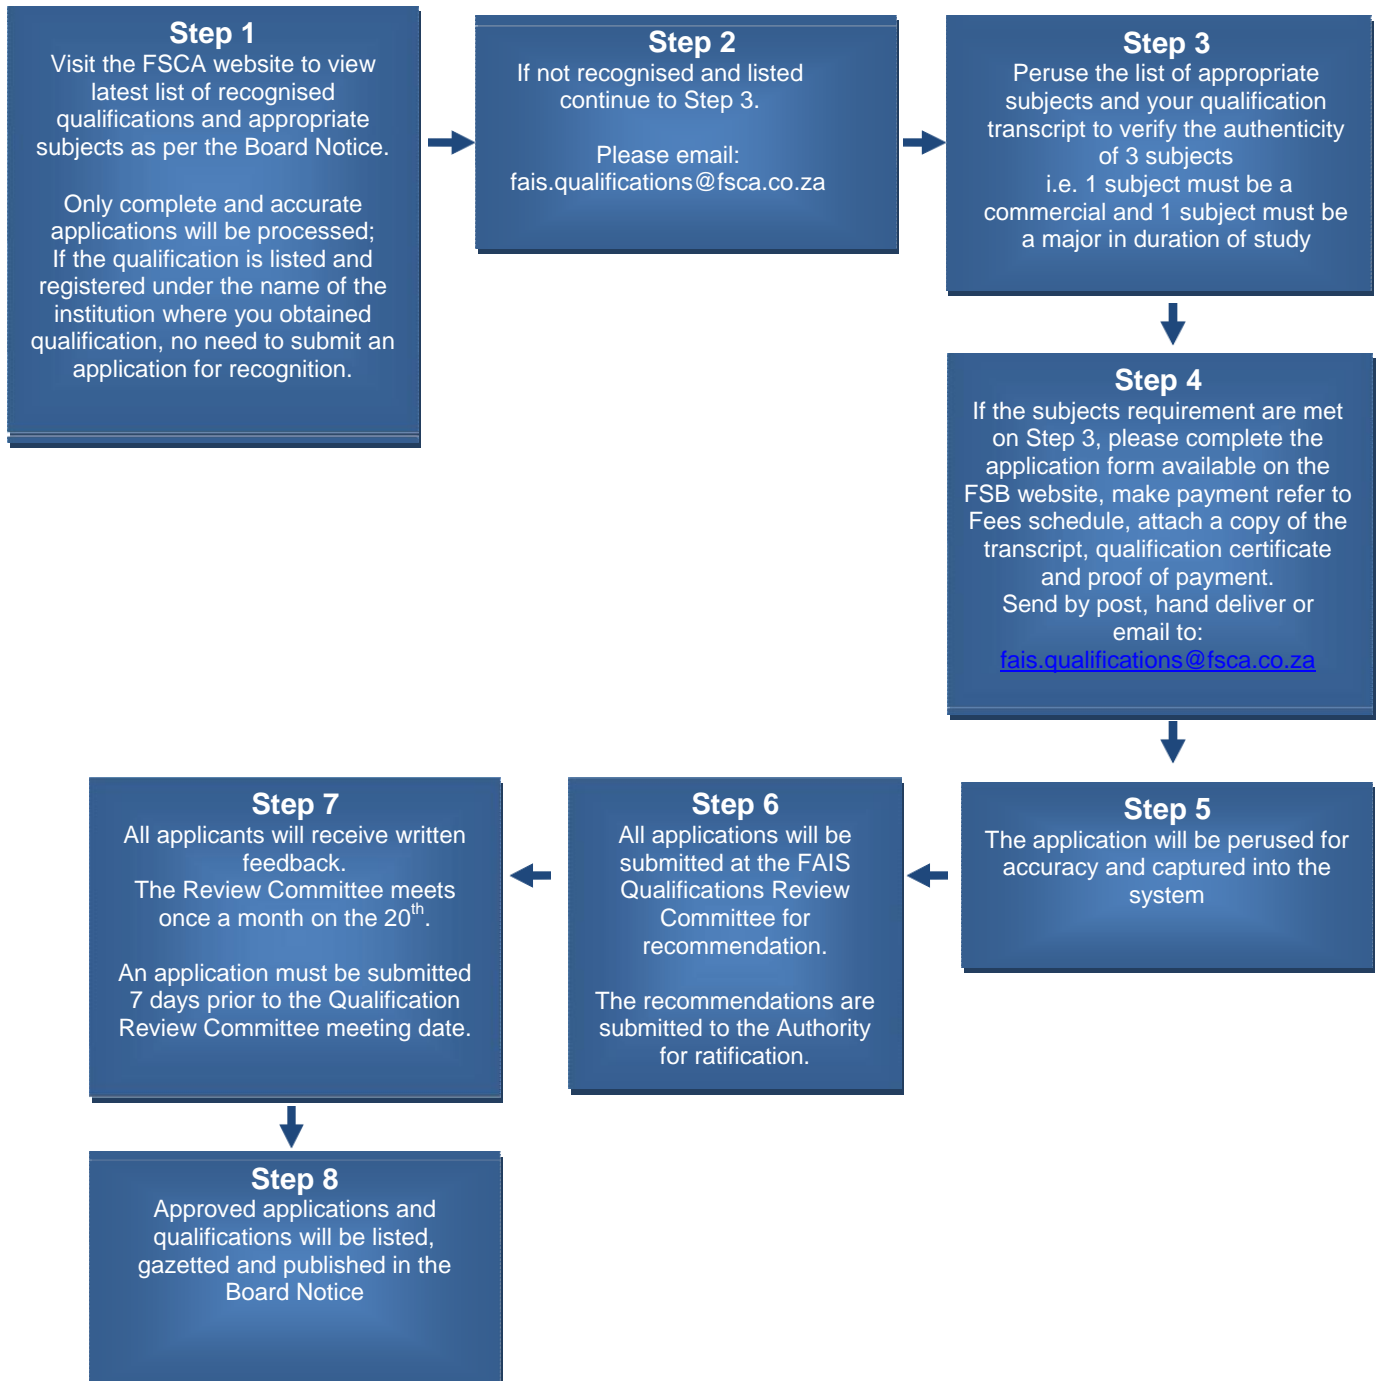 Step 1
Visit the FSCA website to view
latest list of recognised
qualifications and appropriate
subjects as per the Board Notice.
Only complete and accurate
applications will be processed;
If the qualification is listed and
registered under the name of the
institution where you obtained
qualification, no need to submit an
application for recognition.
Step 2
If not recognised and listed
continue to Step 3.
Please email:
fais.qualifications@fsca.co.za
Step 3
Peruse the list of appropriate
subjects and your qualification
transcript to verify the authenticity
of 3 subjects
i.e. 1 subject must be a
commercial and 1 subject must be
a major in duration of study
Step 4
If the subjects requirement are met
on Step 3, please complete the
application form available on the
FSB website, make payment refer to
Fees schedule, attach a copy of the
transcript, qualification certificate
and proof of payment.
Send by post, hand deliver or
email to:
fais.qualifications@fsca.co.za
Step 5
The application will be perused for
accuracy and captured into the
system
Step 6
All applications will be
submitted at the FAIS
Qualifications Review
Committee for
recommendation.
The recommendations are
submitted to the Authority
for ratification.
Step 7
All applicants will receive written
feedback.
The Review Committee meets
once a month on the 20th.
An application must be submitted
7 days prior to the Qualification
Review Committee meeting date.
Step 8
Approved applications and
qualifications will be listed,
gazetted and published in the
Board Notice